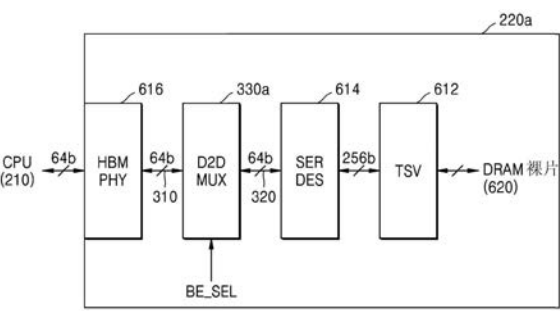 220a
616
330a
614
612
CPU
(210)
64b
HBM
PHY
64b
310
D2D
MUX
64b
320
SER
DES
256b
TSV
DRAM 裸片
(620)
BE_SEL